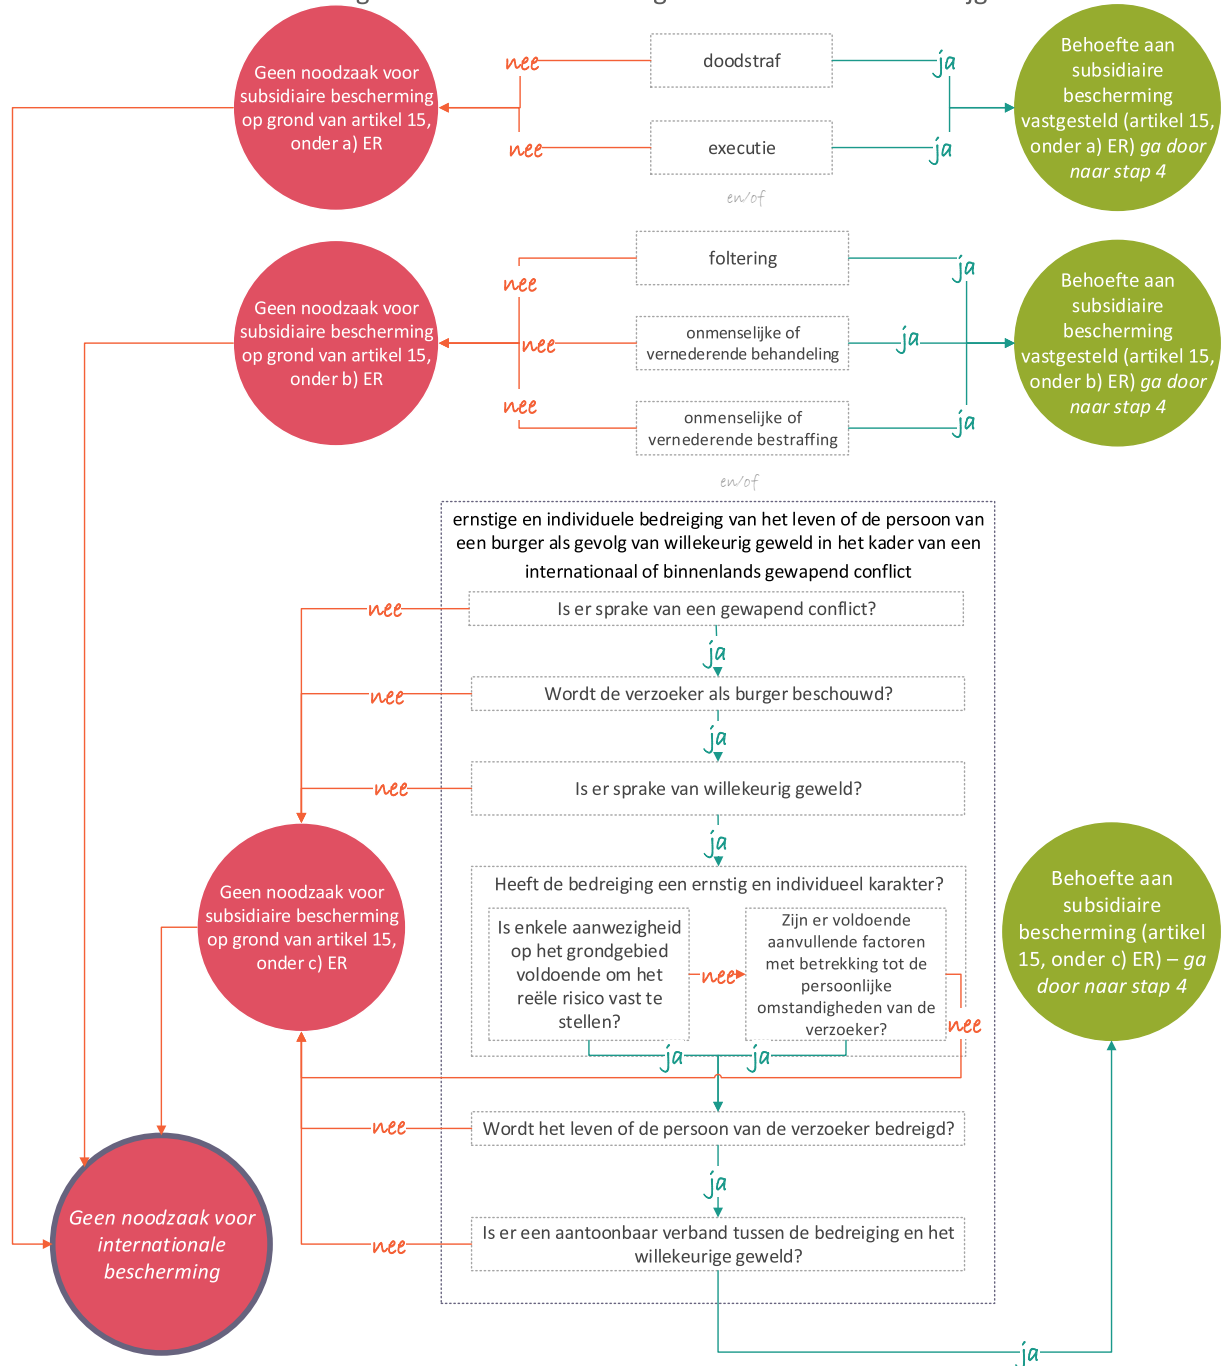 Geen noodzaak voor
subsidiaire bescherming
op grond van artikel 15,
onder a) ER
nee
doodstraf
ja
nee
executie
ja
Behoefte aan
subsidiaire
bescherming
vastgesteld (artikel 15,
onder a) ER) ga door
naar stap 4
en/of
Geen noodzaak voor
subsidiaire bescherming
op grond van artikel 15,
onder b) ER
nee
foltering
ja
nee
onmenselijke of
vernederende behandeling
ja
nee
onmenselijke of
vernederende bestraffing
ja
Behoefte aan
subsidiaire
bescherming
vastgesteld (artikel 15,
onder b) ER) ga door
naar stap 4
en/of
ernstige en individuele bedreiging van het leven of de persoon van
een burger als gevolg van willekeurig geweld in het kader van een
internationaal of binnenlands gewapend conflict
nee
Is er sprake van een gewapend conflict?
ja
nee
Wordt de verzoeker als burger beschouwd?
ja
nee
Is er sprake van willekeurig geweld?
ja
Geen noodzaak voor
subsidiaire bescherming
op grond van artikel 15,
onder c) ER
Heeft de bedreiging een ernstig en individueel karakter?
Is enkele aanwezigheid
op het grondgebied
voldoende om het
reële risico vast te
stellen?
nee
Zijn er voldoende
aanvullende factoren
met betrekking tot de
persoonlijke
omstandigheden van de
verzoeker?
nee
ja
ja
Behoefte aan
subsidiaire
bescherming (artikel
15, onder c) ER) – ga
door naar stap 4
nee
Wordt het leven of de persoon van de verzoeker bedreigd?
ja
nee
Is er een aantoonbaar verband tussen de bedreiging en het
willekeurige geweld?
ja
Geen noodzaak voor
internationale
bescherming